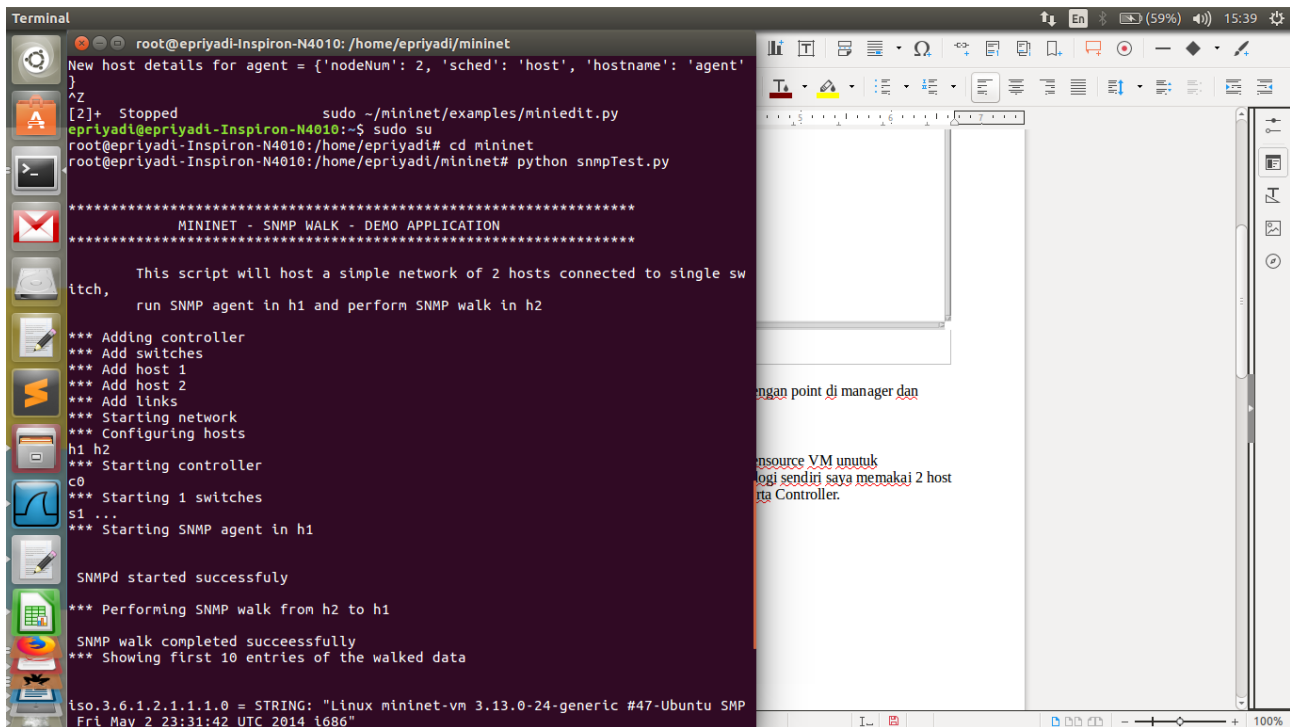 Terminal
En
(59%)
15:39
root@epriyadi-Inspiron-N4010: /home/epriyadi/mininet
New host details for agent = {'nodeNum': 2, 'sched': 'host', 'hostname': 'agent'
}
^Z
[2]+  Stopped                 sudo ~/mininet/examples/miniedit.py
epriyadi@epriyadi-Inspiron-N4010:~$ sudo su
root@epriyadi-Inspiron-N4010:/home/epriyadi# cd mininet
root@epriyadi-Inspiron-N4010:/home/epriyadi/mininet# python snmpTest.py
*******************************************************************
MININET - SNMP WALK - DEMO APPLICATION
*******************************************************************
This script will host a simple network of 2 hosts connected to single sw
itch,
run SNMP agent in h1 and perform SNMP walk in h2
*** Adding controller
*** Add switches
*** Add host 1
*** Add host 2
*** Add links
*** Starting network
*** Configuring hosts
h1 h2
*** Starting controller
c0
*** Starting 1 switches
s1 ...
*** Starting SNMP agent in h1
SNMPd started successfuly
*** Performing SNMP walk from h2 to h1
SNMP walk completed succeessfully
*** Showing first 10 entries of the walked data
iso.3.6.1.2.1.1.1.0 = STRING: "Linux mininet-vm 3.13.0-24-generic #47-Ubuntu SMP
Fri May 2 23:31:42 UTC 2014 i686"
5 6 7
engan point di manager dan
ensource VM unutuk
logi sendiri saya memakai 2 host
rta Controller.
100%